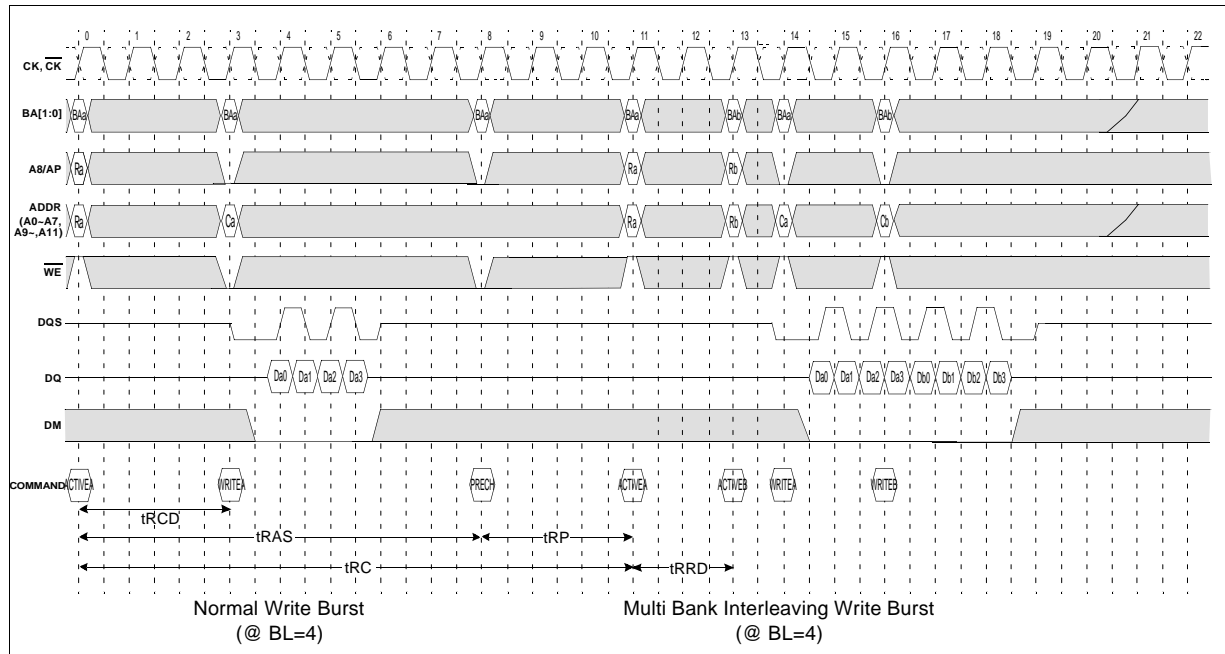 0 1 2 3 4 5 6 7 8 9 10 11 12 13 14 15 16 17 18 19 20 21 22
CK, CK
BA[1:0] BAa BAa BAa BAa BAb BAa BAb
A8/AP Ra Ra Rb
ADDR
(A0~A7,
A9~,A11)
Ra Ca Ra Rb Ca Cb
WE
DQS
DQ Da0 Da1 Da2 Da3 Da0 Da1 Da2 Da3 Db0 Db1 Db2 Db3
DM
COMMAND ACTIVEA WRITEA PRECH ACTIVEA ACTIVEB WRITEA WRITEB
tRCD
tRAS tRP
tRC tRRD
Normal Write Burst Multi Bank Interleaving Write Burst
(@ BL=4) (@ BL=4)